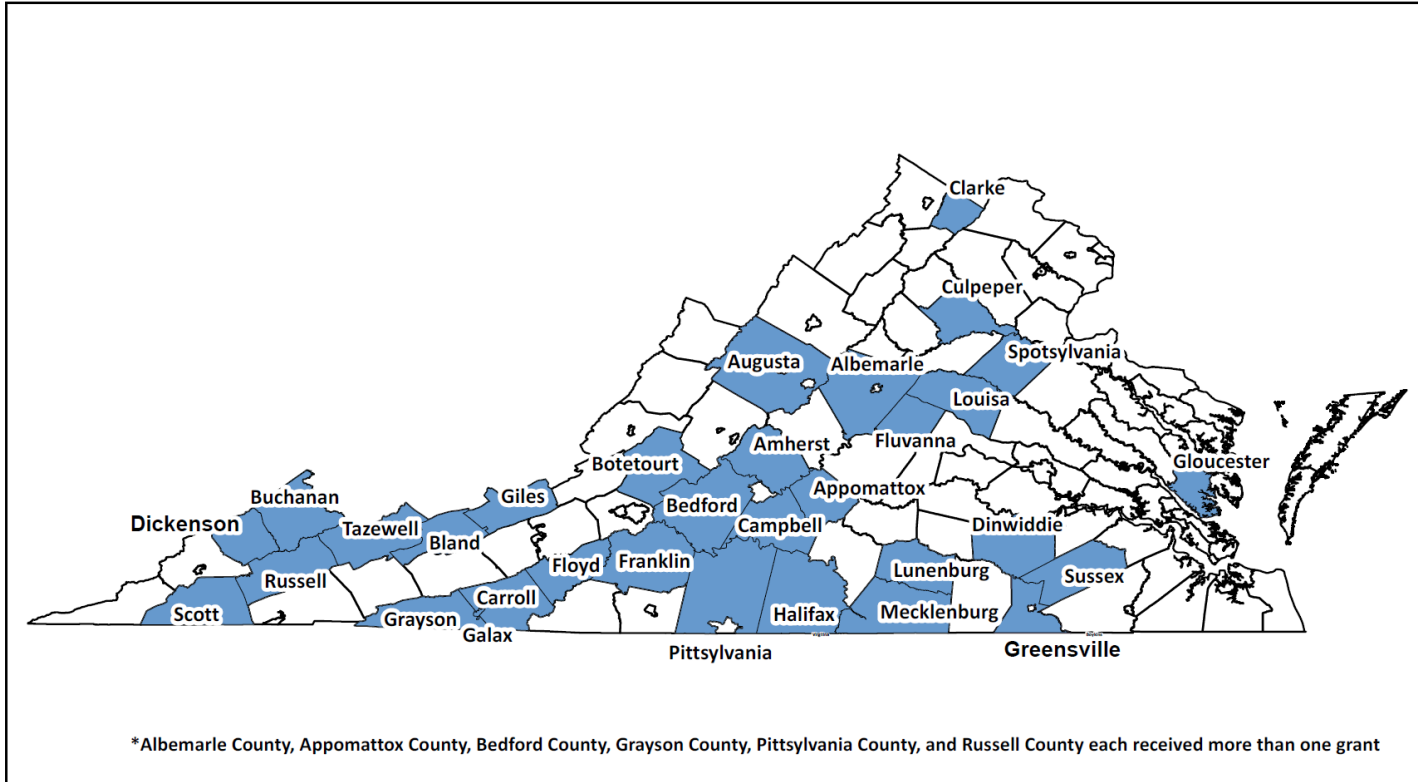 Clarke
Culpeper
Spotsylvania
Augusta
Albemarle
Louisa
Amherst
Fluvanna
Botetourt
Gloucester
Buchanan
Giles
Bedford
Appomattox
Dickenson
Tazewell
Campbell
Dinwiddie
Bland
Floyd
Franklin
Lunenburg
Russell
Sussex
Carroll
Scott
Grayson
Halifax
Mecklenburg
Galax
Pittsylvania
Greensville
*Albemarle County, Appomattox County, Bedford County, Grayson County, Pittsylvania County, and Russell County each received more than one grant